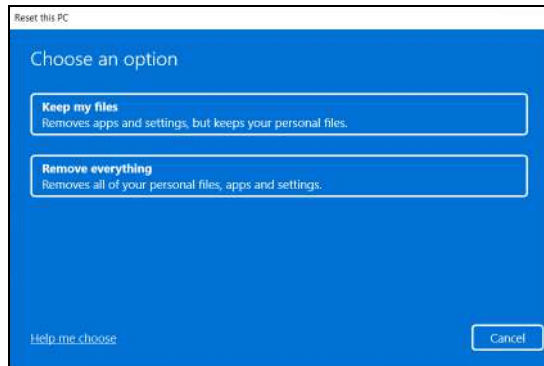 Reset this PC
Choose an option
Keep my files
Removes apps and settings, but keeps your personal files.
Remove everything
Removes all of your personal files, apps and settings.
Help me choose
Cancel